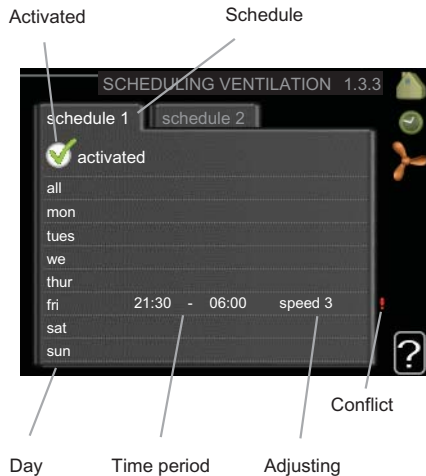 Activated Schedule
SCHEDULING VENTILATION 1.3.3
schedule 1 schedule 2
activated
all
mon
tues
we
thur
fri 21:30 - 06:00 speed 3 !
sat
sun
?
Conflict
Day Time period Adjusting